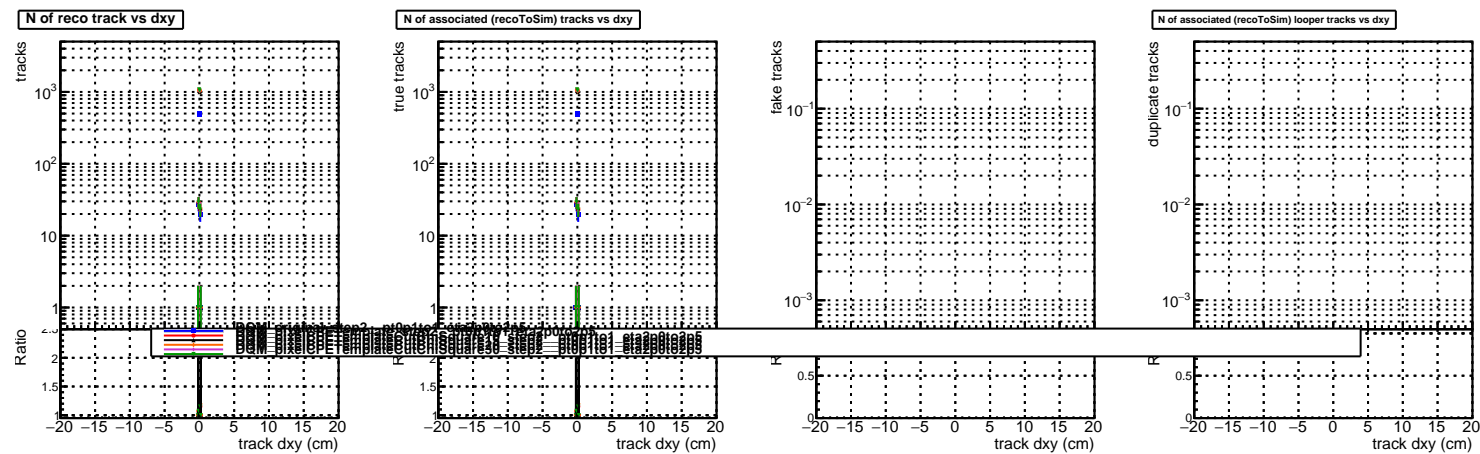 N of reco track vs dxy
tracks
10³
10²
10
1
Ratio
2
1.5
1
−20 −15 −10 −5 0 5 10 15 20
track dxy (cm)
N of associated (recoToSim) tracks vs dxy
true tracks
10³
10²
10
1
2
1.5
1
−20 −15 −10 −5 0 5 10 15 20
track dxy (cm)
fake tracks
10⁻¹
10⁻²
10⁻³
0.5
0
−20 −15 −10 −5 0 5 10 15 20
track dxy (cm)
N of associated (recoToSim) looper tracks vs dxy
duplicate tracks
10⁻¹
10⁻²
10⁻³
0.5
0
−20 −15 −10 −5 0 5 10 15 20
track dxy (cm)